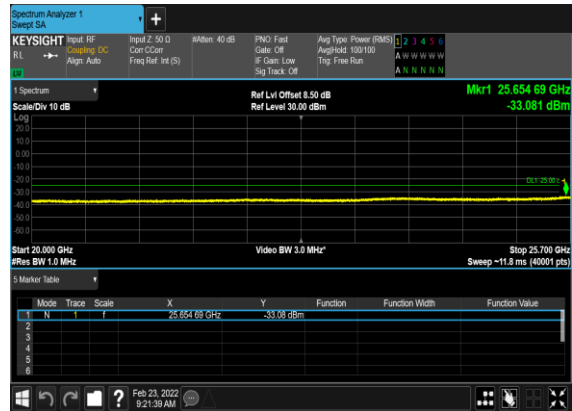 Spectrum Analyzer 1
Swept SA
KEYSIGHT Input: RF Input Z: 50 Ω #Atten: 40 dB PNO: Fast Avg Type: Power (RMS) 1 2 3 4 5 6
RL Coupling: DC Corr CCorr Gate: Off Avg|Hold: 100/100 A W W W W W
Align: Auto Freq Ref: Int (S) IF Gain: Low Trig: Free Run
Sig Track: Off A N N N N N
1 Spectrum Ref Lvl Offset 8.50 dB Mkr1 25.654 69 GHz
Scale/Div 10 dB Ref Level 30.00 dBm -33.081 dBm
Log
20.0
10.0
0.00
-10.0
-20.0
DL1 -25.00
-30.0
-40.0
-50.0
-60.0
Start 20.000 GHz Video BW 3.0 MHz* Stop 25.700 GHz
#Res BW 1.0 MHz Sweep ~11.8 ms (40001 pts)
5 Marker Table
Mode Trace Scale X Y Function Function Width Function Value
1 N 1 f 25.654 69 GHz -33.08 dBm
2
3
4
5
6
? Feb 23, 2022
9:21:39 AM